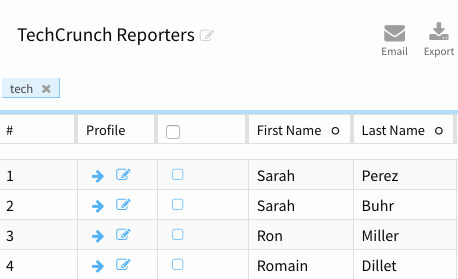 TechCrunch Reporters
Email Export
tech
# Profile First Name Last Name
1 Sarah Perez
2 Sarah Buhr
3 Ron Miller
4 Romain Dillet